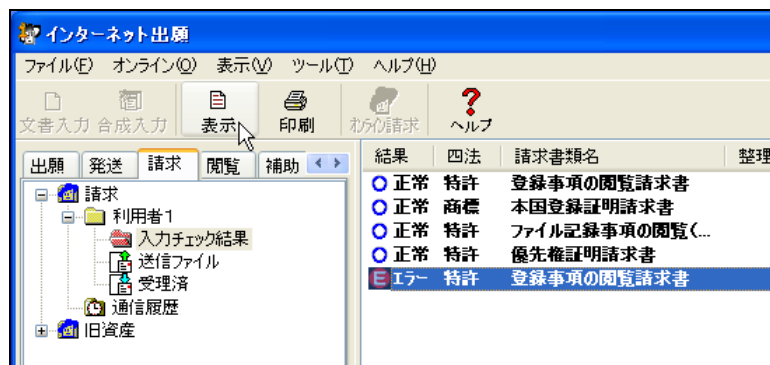 インターネット出願
ファイル(F) オンライン(O) 表示(V) ツール(T) ヘルプ(H)
文書入力 合成入力 表示 印刷 オンライン請求 ヘルプ
出願 発送 請求 閲覧 補助
請求
利用者1
入力チェック結果
送信ファイル
受理済
通信履歴
旧資産
結果 四法 請求書類名 整理
正常 特許 登録事項の閲覧請求書
正常 商標 本国登録証明請求書
正常 特許 ファイル記録事項の閲覧(...
正常 特許 優先権証明請求書
E エラー 特許 登録事項の閲覧請求書